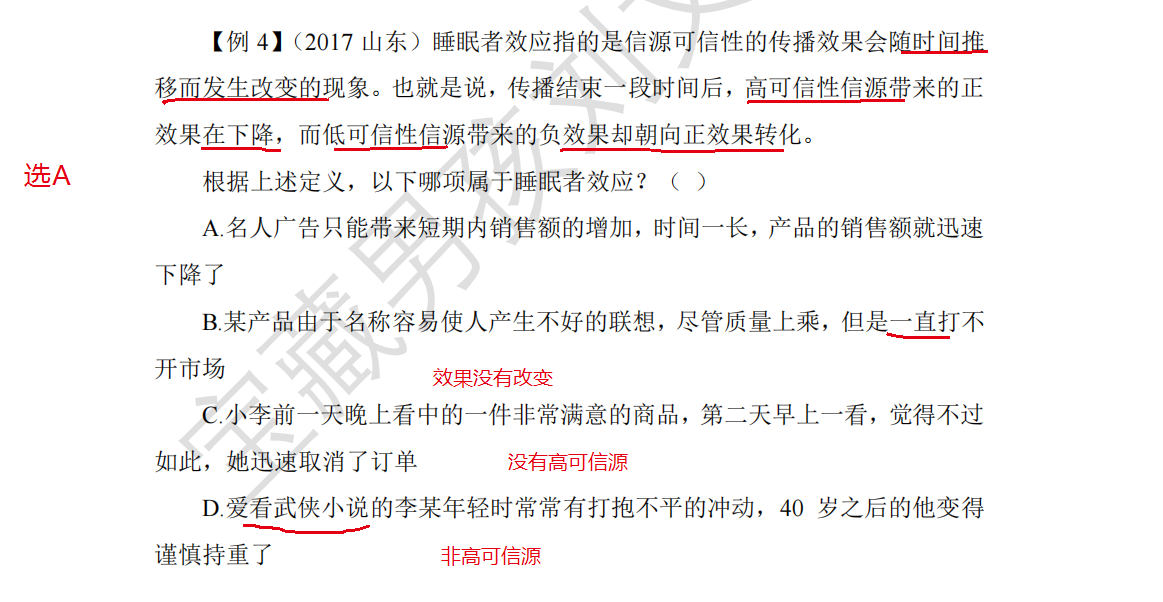 【例 4】（2017 山东）睡眠者效应指的是信源可信性的传播效果会随时间推
移而发生改变的现象。也就是说，传播结束一段时间后，高可信性信源带来的正
效果在下降，而低可信性信源带来的负效果却朝向正效果转化。
选A
根据上述定义，以下哪项属于睡眠者效应？（ ）
A.名人广告只能带来短期内销售额的增加，时间一长，产品的销售额就迅速
下降了
B.某产品由于名称容易使人产生不好的联想，尽管质量上乘，但是一直打不
开市场
效果没有改变
C.小李前一天晚上看中的一件非常满意的商品，第二天早上一看，觉得不过
如此，她迅速取消了订单
没有高可信源
D.爱看武侠小说的李某年轻时常常有打抱不平的冲动，40 岁之后的他变得
谨慎持重了
非高可信源
宝藏男孩刘文